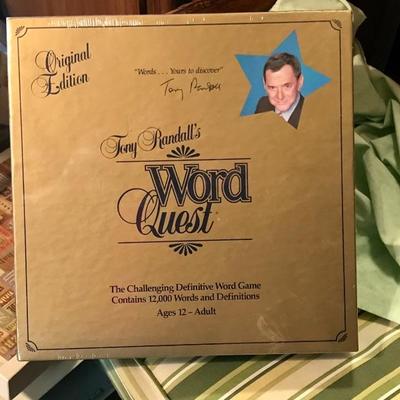 Original
Edition
"Words . . . Yours to discover"
Tony Randall
Tony Randall's
Word
Quest
The Challenging Definitive Word Game
Contains 12,000 Words and Definitions
Ages 12 – Adult